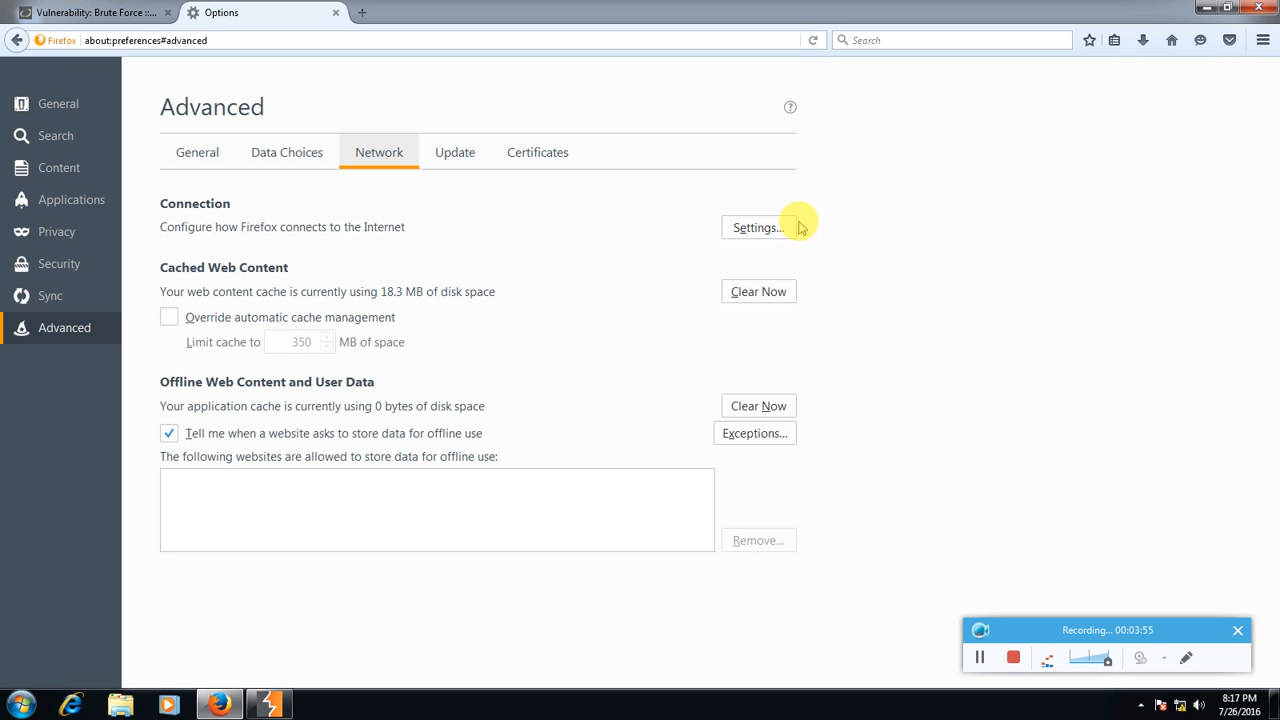 Vulnerability: Brute Force ::...
Options
Firefox
about:preferences#advanced
Search
General
Search
Content
Applications
Privacy
Security
Sync
Advanced
Advanced
General
Data Choices
Network
Update
Certificates
Connection
Configure how Firefox connects to the Internet
Settings...
Cached Web Content
Your web content cache is currently using 18.3 MB of disk space
Clear Now
Override automatic cache management
Limit cache to 350 MB of space
Offline Web Content and User Data
Your application cache is currently using 0 bytes of disk space
Clear Now
Tell me when a website asks to store data for offline use
Exceptions...
The following websites are allowed to store data for offline use:
Remove...
Recording... 00:03:55
8:17 PM
7/26/2016